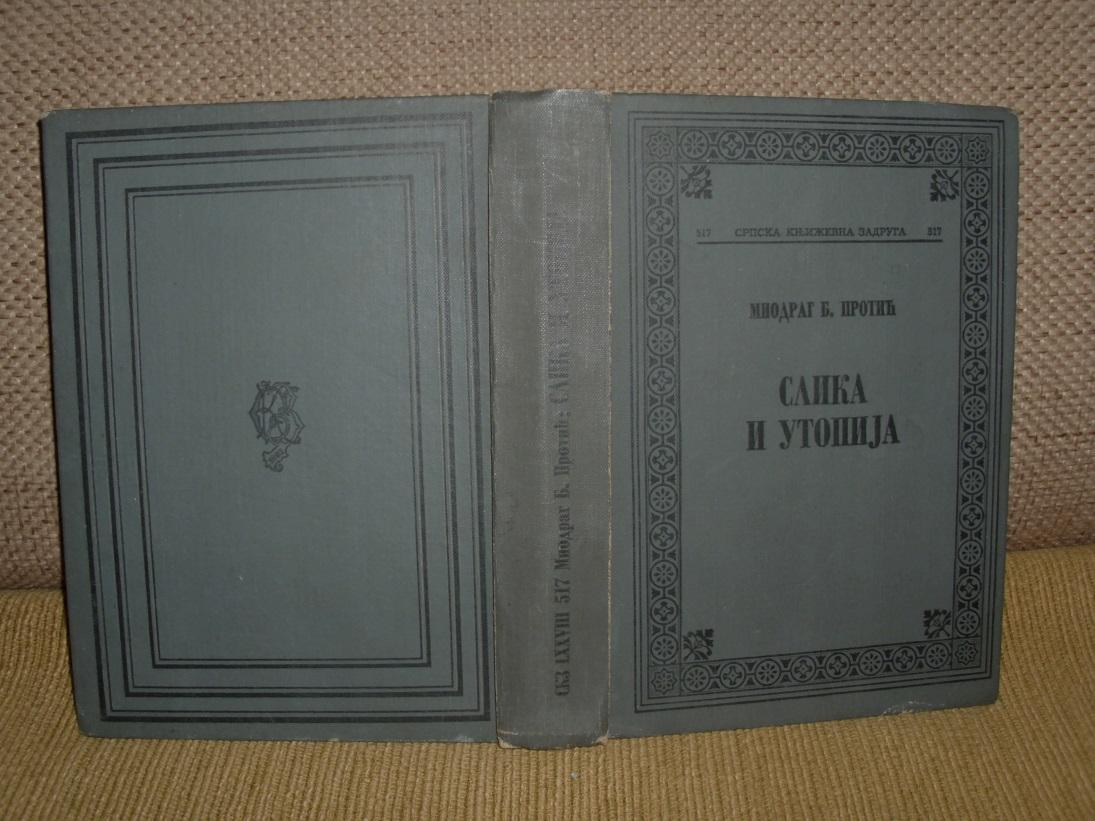 517 СРПСКА КЊИЖЕВНА ЗАДРУГА 517
МИОДРАГ Б. ПРОТИЋ
СЛИКА
И УТОПИЈА
СКЗ LXXVIII 517 Миодраг Б. Протић: СЛИКА И УТОПИЈА